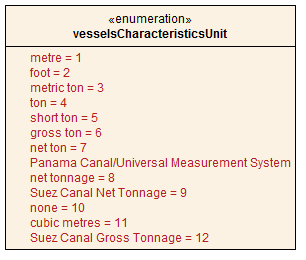 «enumeration»
vesselsCharacteristicsUnit
metre = 1
foot = 2
metric ton = 3
ton = 4
short ton = 5
gross ton = 6
net ton = 7
Panama Canal/Universal Measurement System
net tonnage = 8
Suez Canal Net Tonnage = 9
none = 10
cubic metres = 11
Suez Canal Gross Tonnage = 12